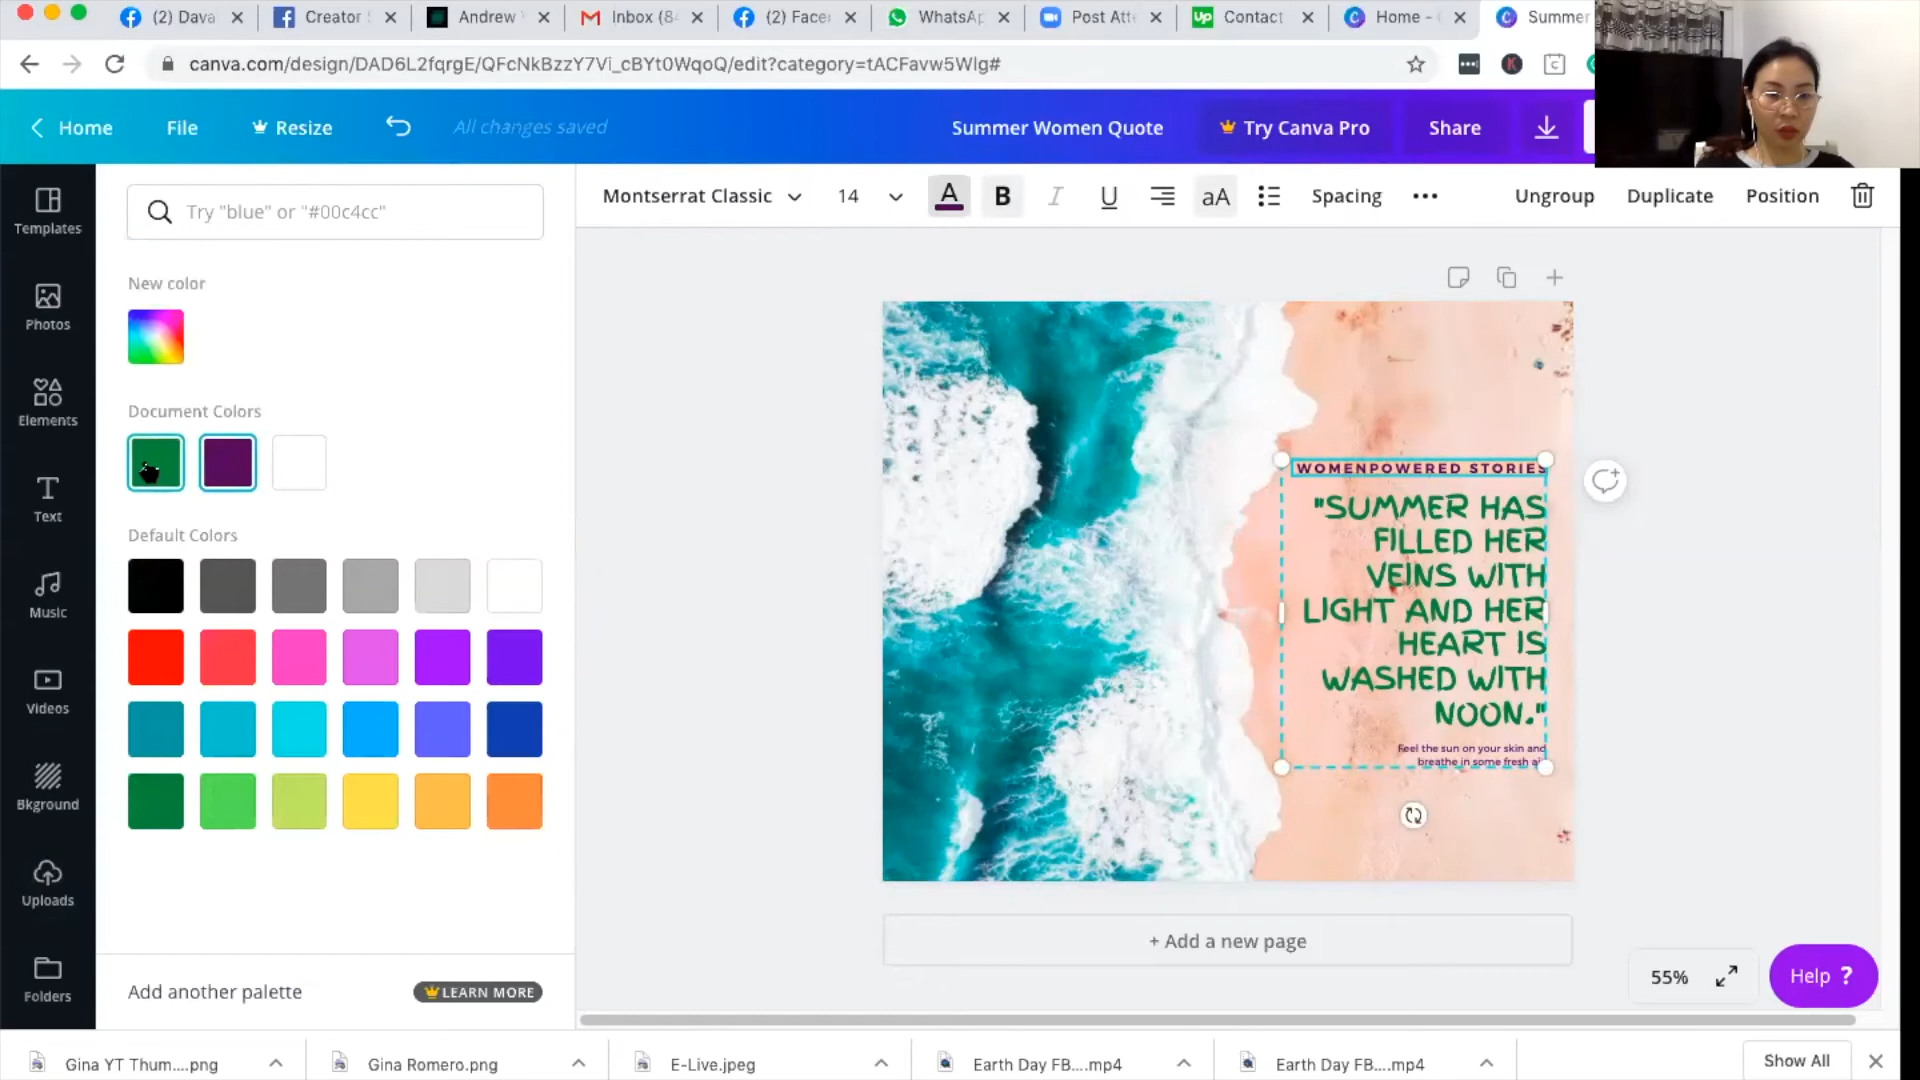 (2) Dava
Creator
Andrew
Inbox (8
(2) Face
WhatsAp
Post Att
Up
Contact
Home -
Summer
canva.com/design/DAD6L2fqrgE/QFcNkBzzY7Vi_cBYt0WqoQ/edit?category=tACFavw5WIg#
Home
File
Resize
All changes saved
Summer Women Quote
Try Canva Pro
Share
Templates
Photos
Elements
Text
Music
Videos
Bkground
Uploads
Folders
Try "blue" or "#00c4cc"
New color
Document Colors
Default Colors
Add another palette
LEARN MORE
Montserrat Classic
14
A
B
I
U
aA
Spacing
Ungroup
Duplicate
Position
WOMENPOWERED STORIES
"SUMMER HAS
FILLED HER
VEINS WITH
LIGHT AND HER
HEART IS
WASHED WITH
NOON."
Feel the sun on your skin and
breathe in some fresh
+ Add a new page
55%
Help ?
Gina YT Thum....png
Gina Romero.png
E-Live.jpeg
Earth Day FB....mp4
Earth Day FB....mp4
Show All